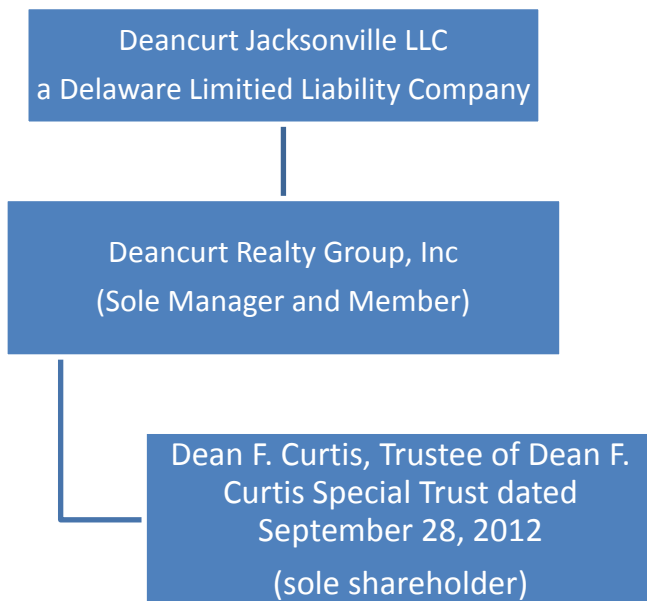 Deancurt Jacksonville LLC
a Delaware Limitied Liability Company
Deancurt Realty Group, Inc
(Sole Manager and Member)
Dean F. Curtis, Trustee of Dean F.
Curtis Special Trust dated
September 28, 2012
(sole shareholder)